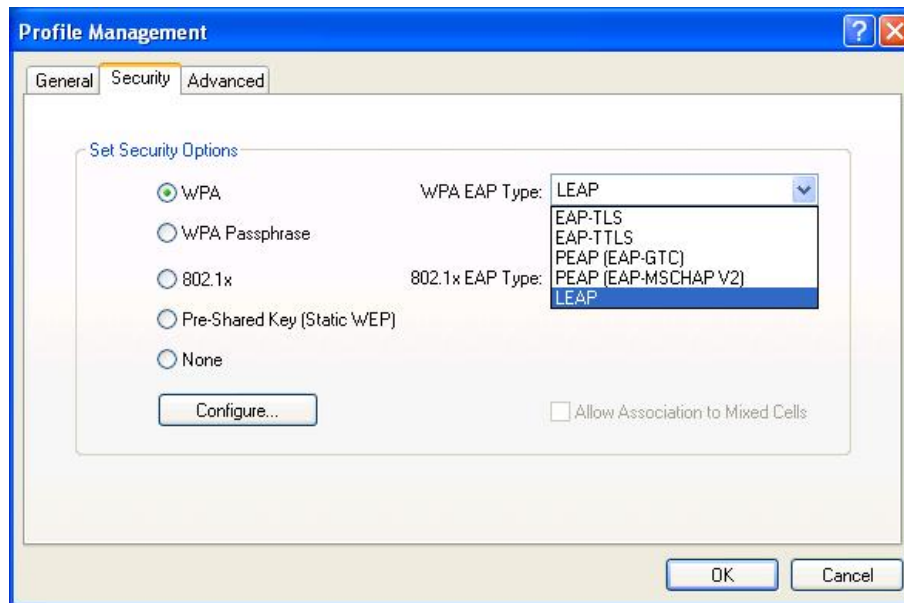 Profile Management
General Security Advanced
Set Security Options
WPA WPA EAP Type: LEAP
EAP-TLS
WPA Passphrase EAP-TTLS
PEAP (EAP-GTC)
802.1x 802.1x EAP Type: PEAP (EAP-MSCHAP V2)
LEAP
Pre-Shared Key (Static WEP)
None
Configure... Allow Association to Mixed Cells
OK Cancel